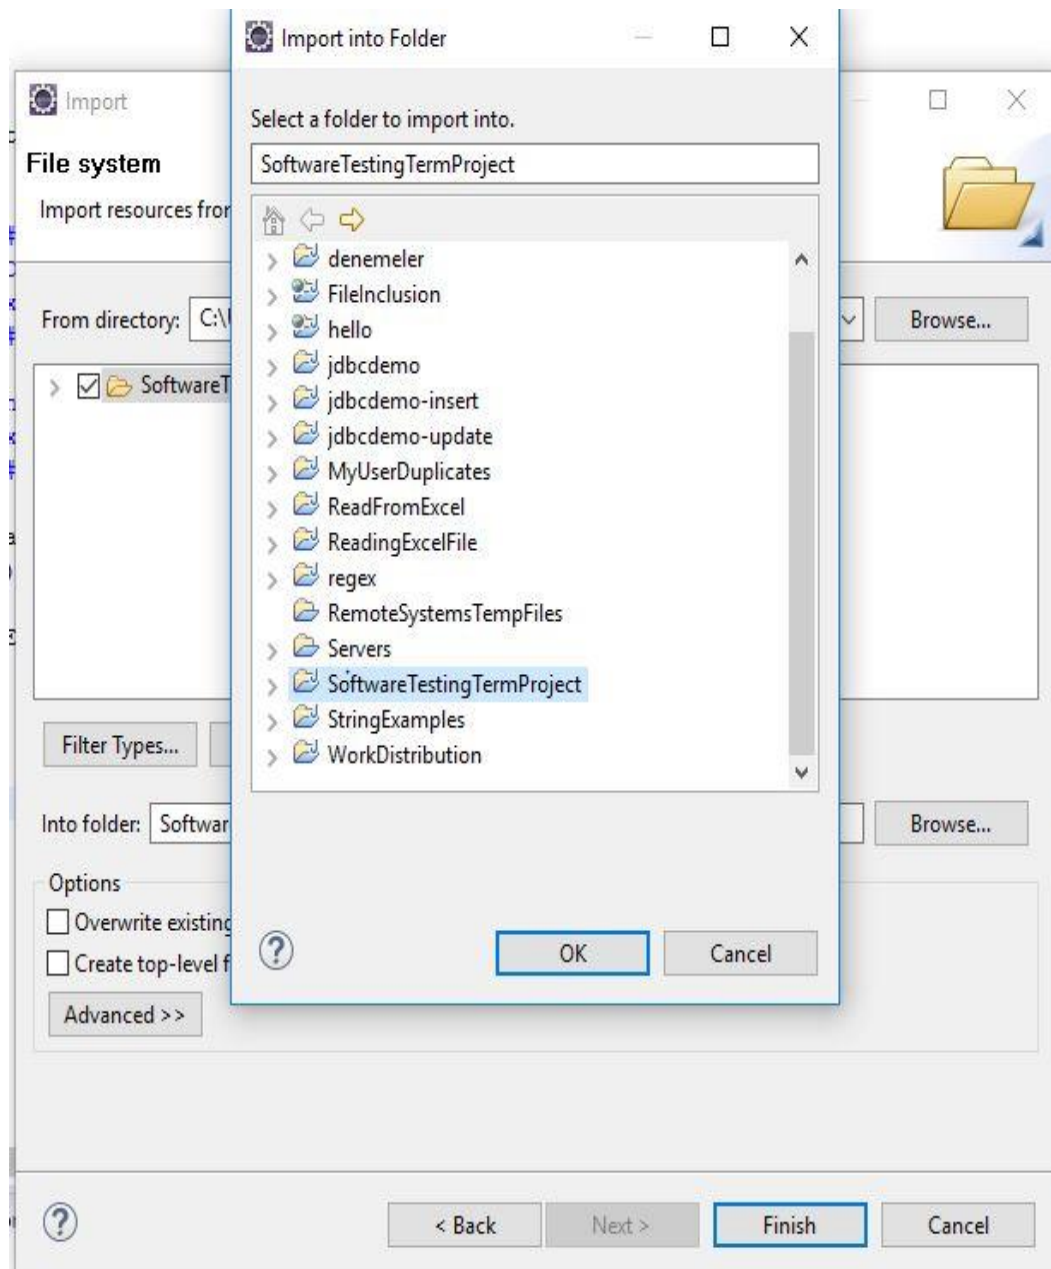 Import into Folder
Import
Select a folder to import into.
File system
SoftwareTestingTermProject
Import resources from
denemeler
FileInclusion
hello
From directory: C:\
Browse...
jdbcdemo
SoftwareT
jdbcdemo-insert
jdbcdemo-update
MyUserDuplicates
ReadFromExcel
ReadingExcelFile
regex
RemoteSystemsTempFiles
Servers
SoftwareTestingTermProject
StringExamples
WorkDistribution
Filter Types...
Into folder: Softwar
Browse...
Options
Overwrite existing
Create top-level f
OK
Cancel
Advanced >>
< Back
Next >
Finish
Cancel